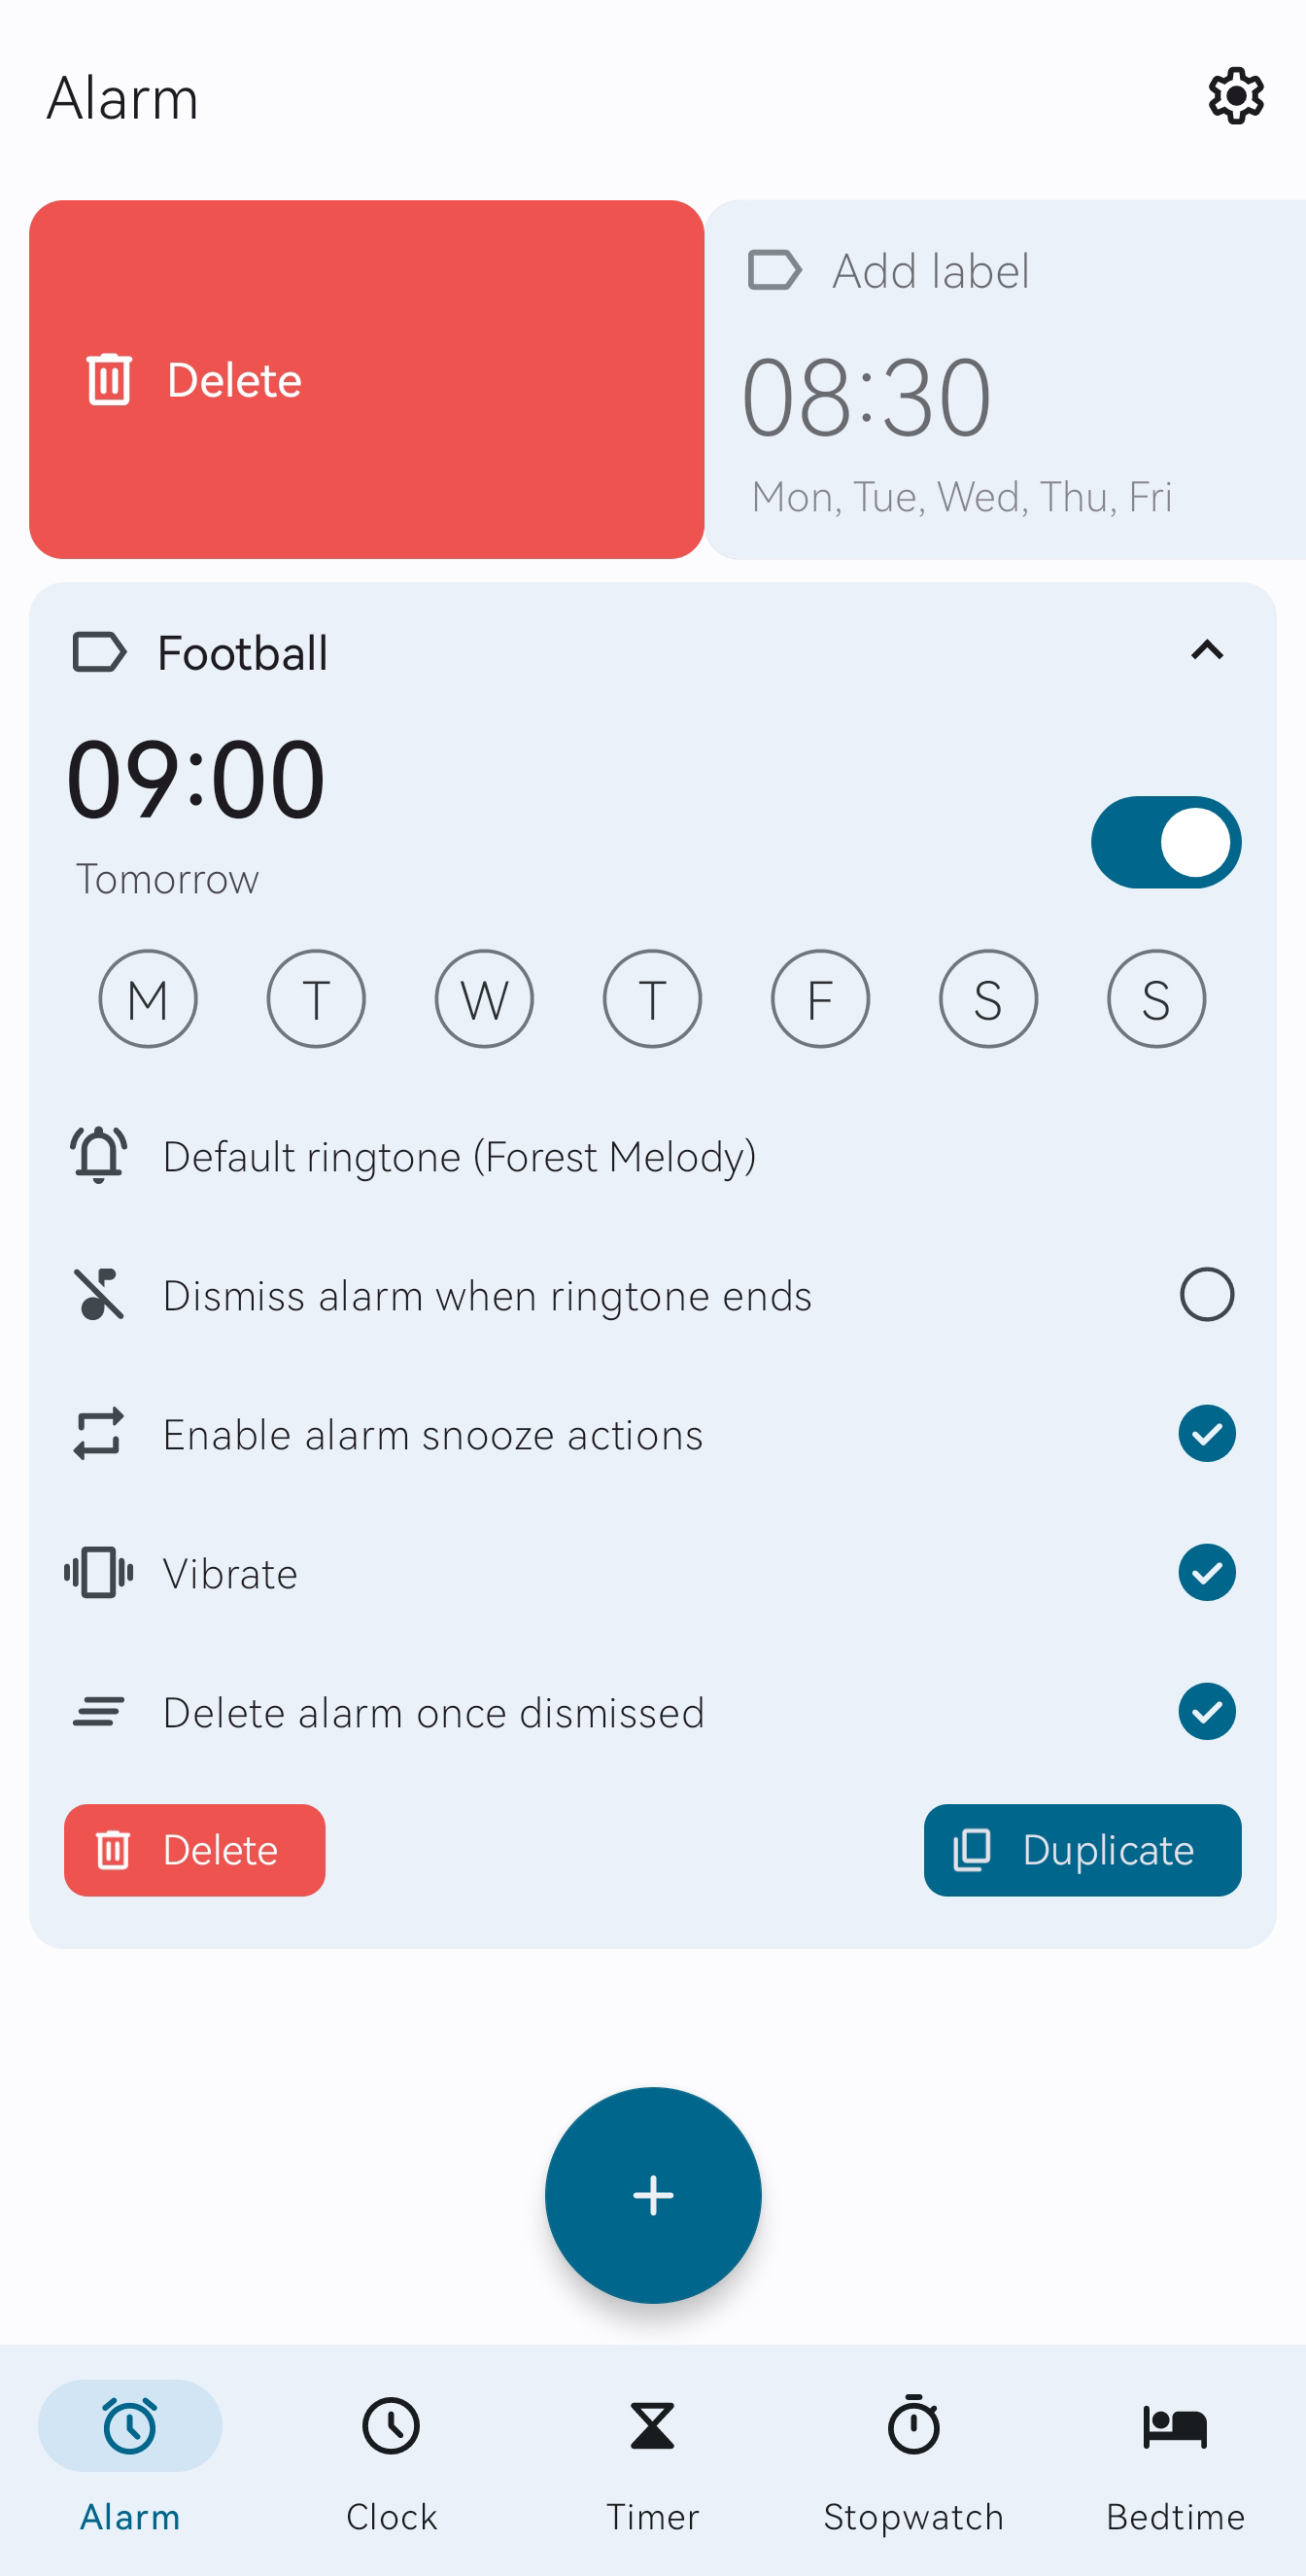 Alarm
Delete
Add label
08:30
Mon, Tue, Wed, Thu, Fri
Football
09:00
Tomorrow
M T W T F S S
Default ringtone (Forest Melody)
Dismiss alarm when ringtone ends
Enable alarm snooze actions
Vibrate
Delete alarm once dismissed
Delete Duplicate
Alarm Clock Timer Stopwatch Bedtime